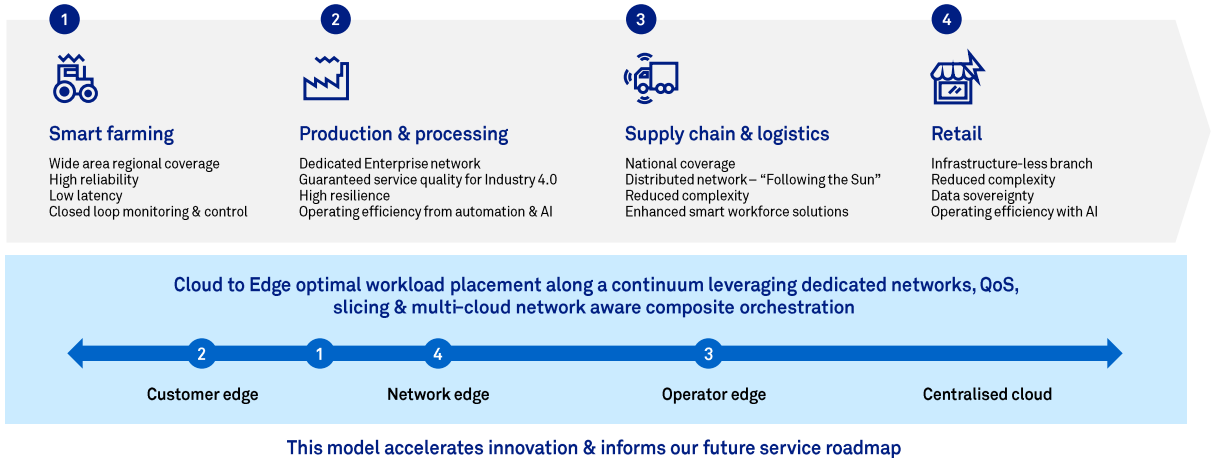 1
Smart farming
Wide area regional coverage
High reliability
Low latency
Closed loop monitoring & control
2
Production & processing
Dedicated Enterprise network
Guaranteed service quality for Industry 4.0
High resilience
Operating efficiency from automation & AI
3
Supply chain & logistics
National coverage
Distributed network – “Following the Sun”
Reduced complexity
Enhanced smart workforce solutions
4
Retail
Infrastructure-less branch
Reduced complexity
Data sovereignty
Operating efficiency with AI
Cloud to Edge optimal workload placement along a continuum leveraging dedicated networks, QoS,
slicing & multi-cloud network aware composite orchestration
2 1 4 3
Customer edge Network edge Operator edge Centralised cloud
This model accelerates innovation & informs our future service roadmap